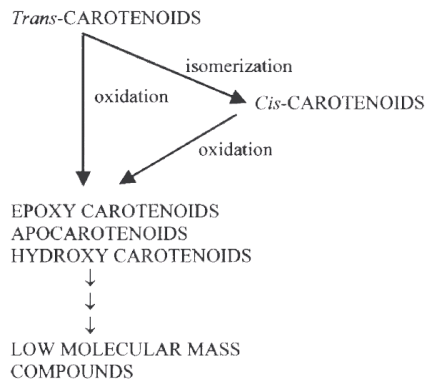 Trans-CAROTENOIDS
isomerization
oxidation
Cis-CAROTENOIDS
oxidation
EPOXY CAROTENOIDS
APOCAROTENOIDS
HYDROXY CAROTENOIDS
↓
↓
↓
LOW MOLECULAR MASS
COMPOUNDS